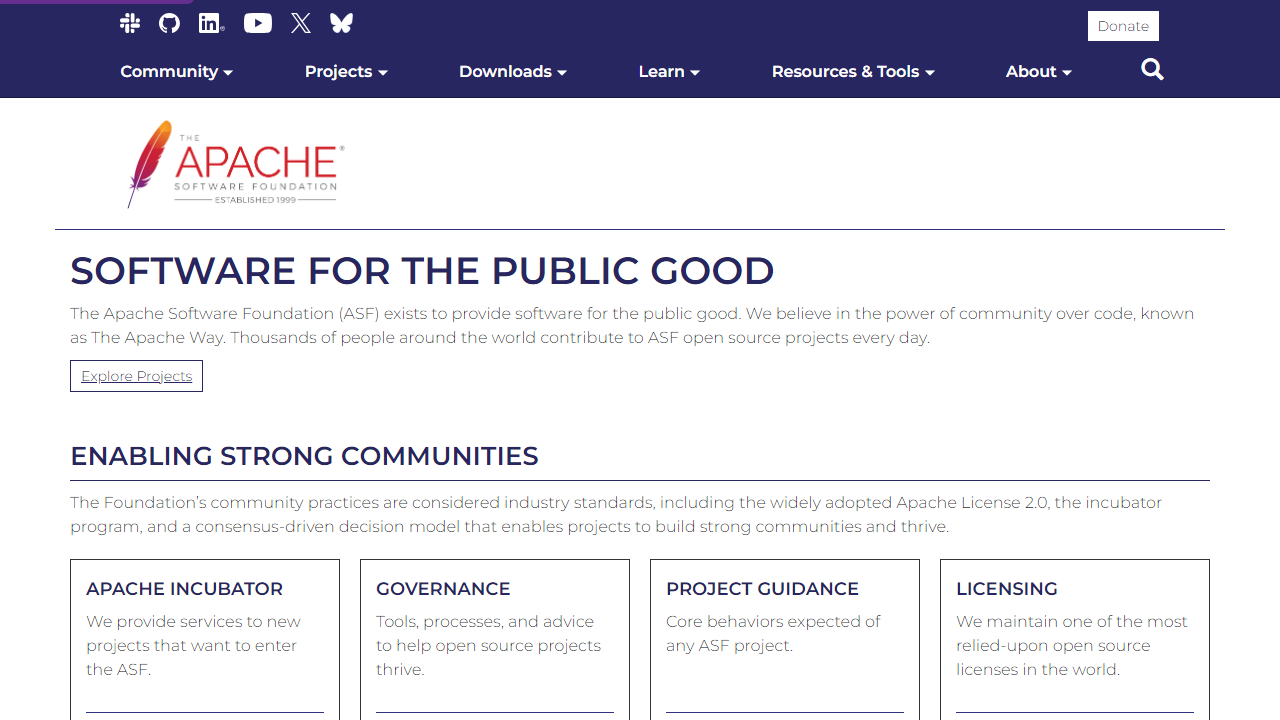 Donate
Community
Projects
Downloads
Learn
Resources & Tools
About
THE
APACHE®
SOFTWARE FOUNDATION
ESTABLISHED 1999
SOFTWARE FOR THE PUBLIC GOOD
The Apache Software Foundation (ASF) exists to provide software for the public good. We believe in the power of community over code, known
as The Apache Way. Thousands of people around the world contribute to ASF open source projects every day.
Explore Projects
ENABLING STRONG COMMUNITIES
The Foundation’s community practices are considered industry standards, including the widely adopted Apache License 2.0, the incubator
program, and a consensus-driven decision model that enables projects to build strong communities and thrive.
APACHE INCUBATOR
We provide services to new
projects that want to enter
the ASF.
GOVERNANCE
Tools, processes, and advice
to help open source projects
thrive.
PROJECT GUIDANCE
Core behaviors expected of
any ASF project.
LICENSING
We maintain one of the most
relied-upon open source
licenses in the world.